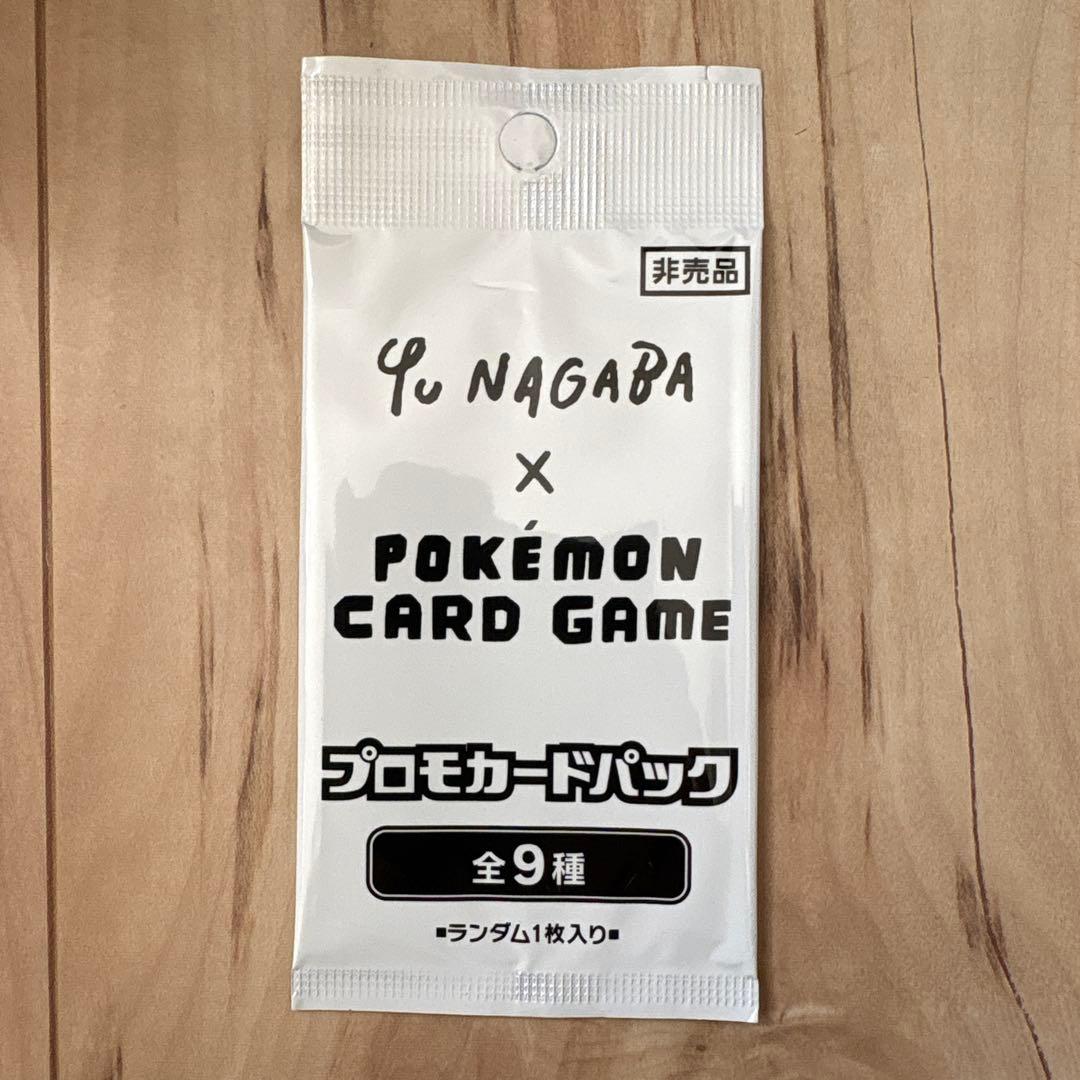 非売品
Yu NAGABA
×
POKÉMON
CARD GAME
プロモカードパック
全9種
■ランダム1枚入り■